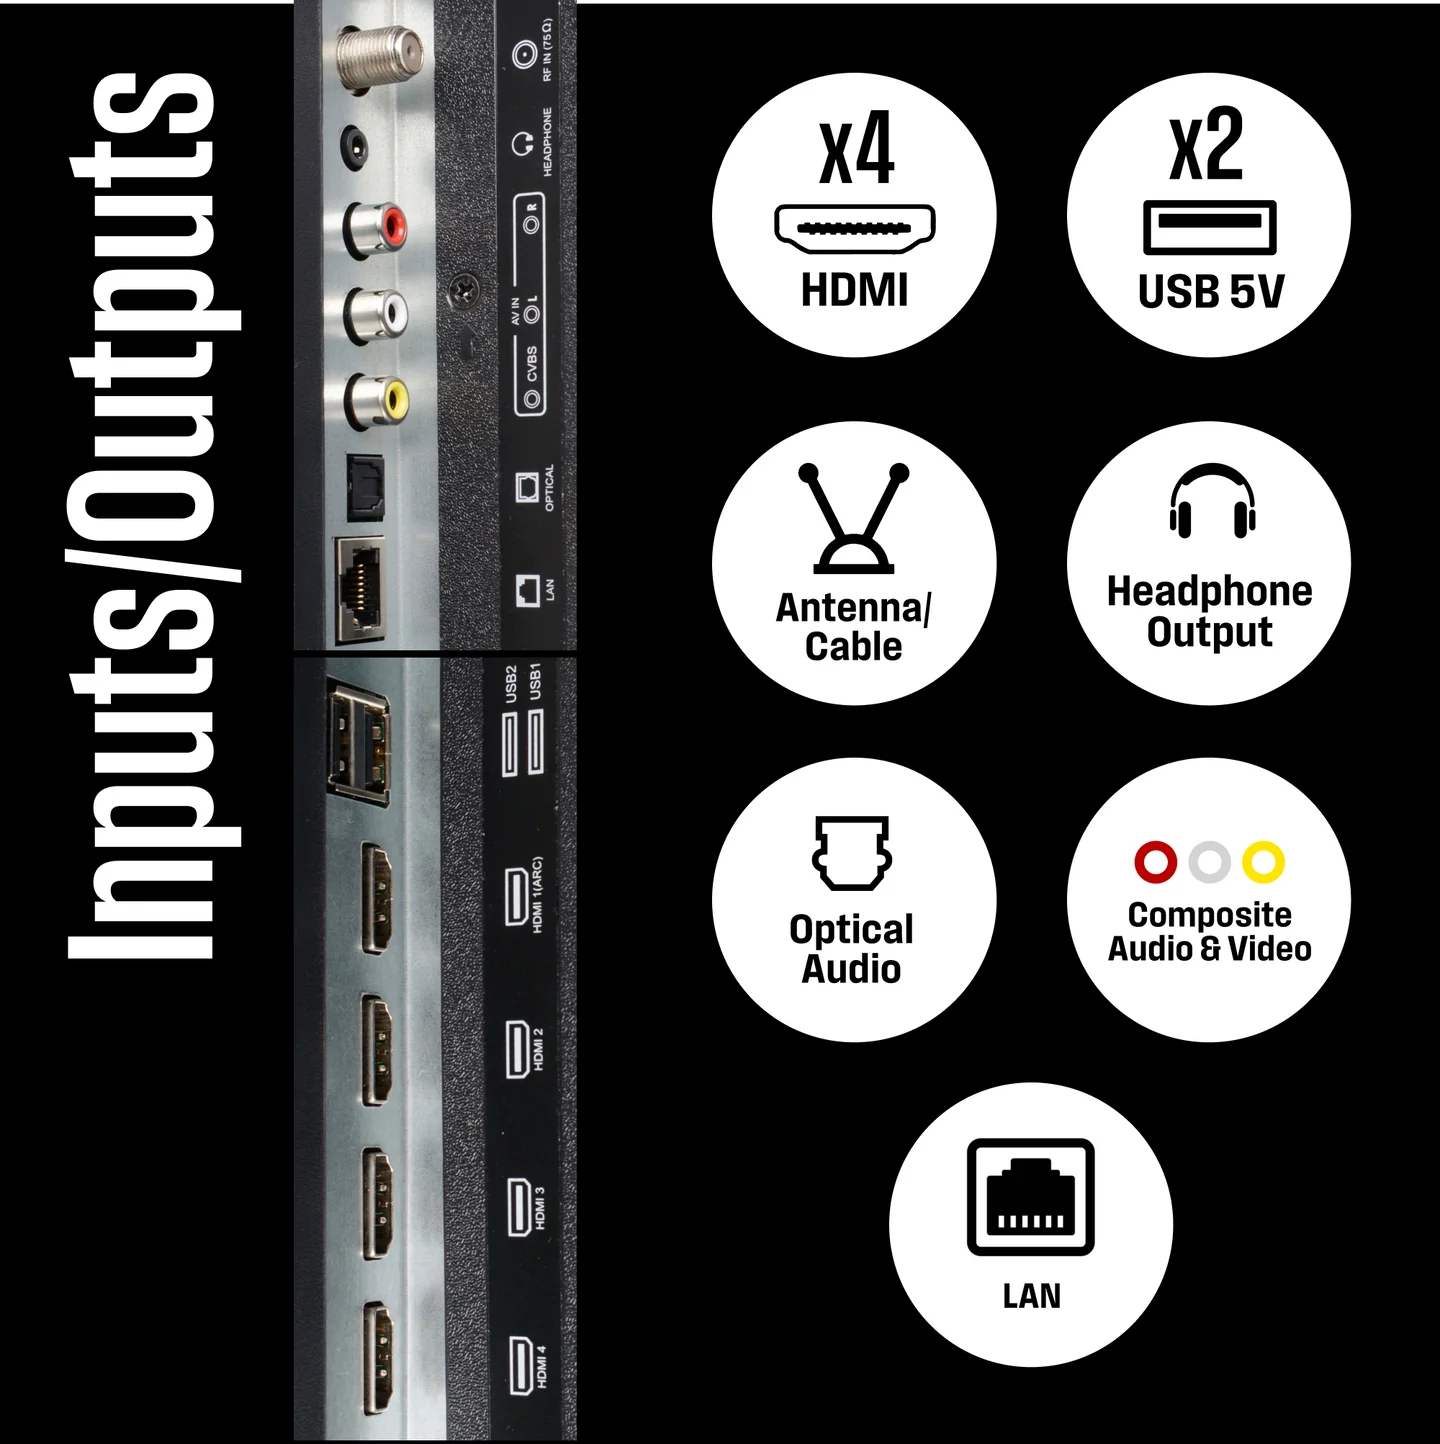 Inputs/Outputs
RF IN (75Ω)
HEADPHONE
R
AV IN
L
CVBS
OPTICAL
LAN
USB2
USB1
HDMI 1(ARC)
HDMI 2
HDMI 3
HDMI 4
x4
HDMI
x2
USB 5V
Antenna/
Cable
Headphone
Output
Optical
Audio
Composite
Audio & Video
LAN